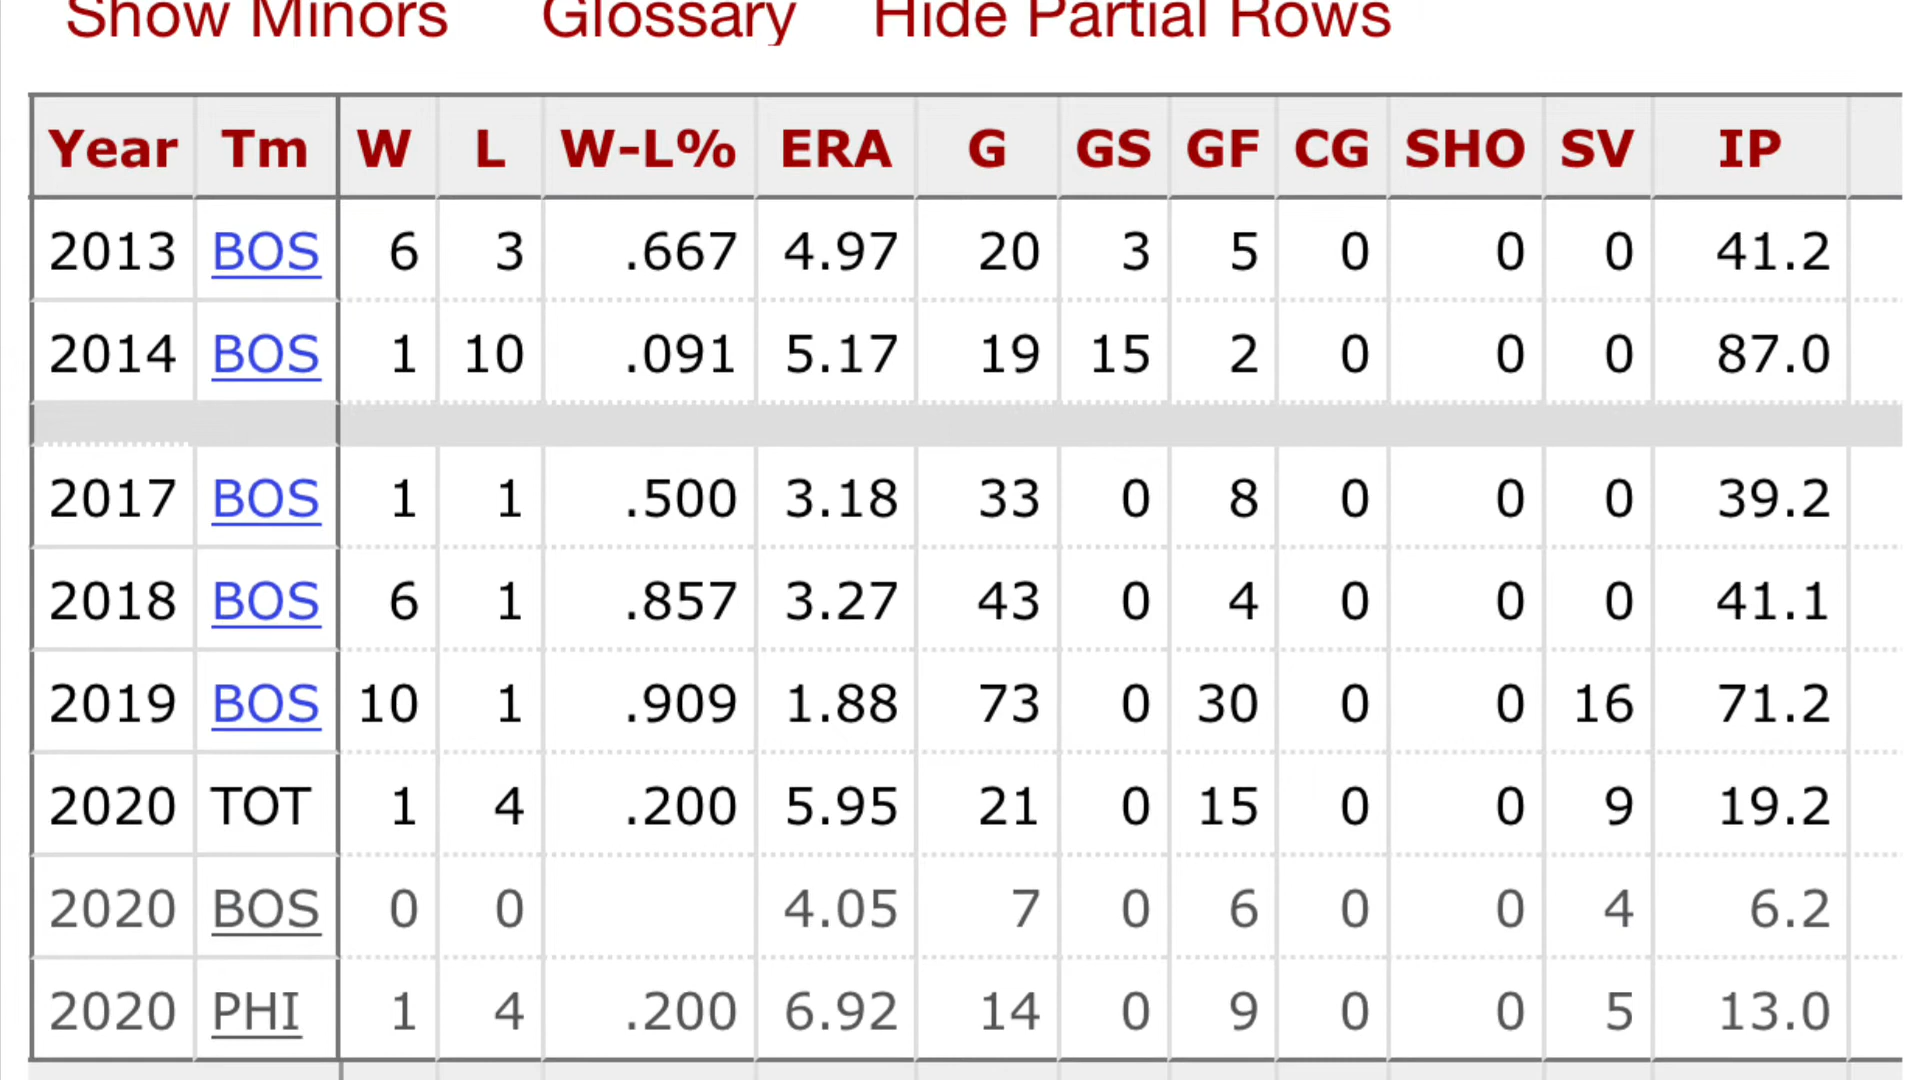 Show Minors Glossary Hide Partial Rows
Year Tm W L W-L% ERA G GS GF CG SHO SV IP
2013 BOS 6 3 .667 4.97 20 3 5 0 0 0 41.2
2014 BOS 1 10 .091 5.17 19 15 2 0 0 0 87.0
2017 BOS 1 1 .500 3.18 33 0 8 0 0 0 39.2
2018 BOS 6 1 .857 3.27 43 0 4 0 0 0 41.1
2019 BOS 10 1 .909 1.88 73 0 30 0 0 16 71.2
2020 TOT 1 4 .200 5.95 21 0 15 0 0 9 19.2
2020 BOS 0 0 4.05 7 0 6 0 0 4 6.2
2020 PHI 1 4 .200 6.92 14 0 9 0 0 5 13.0